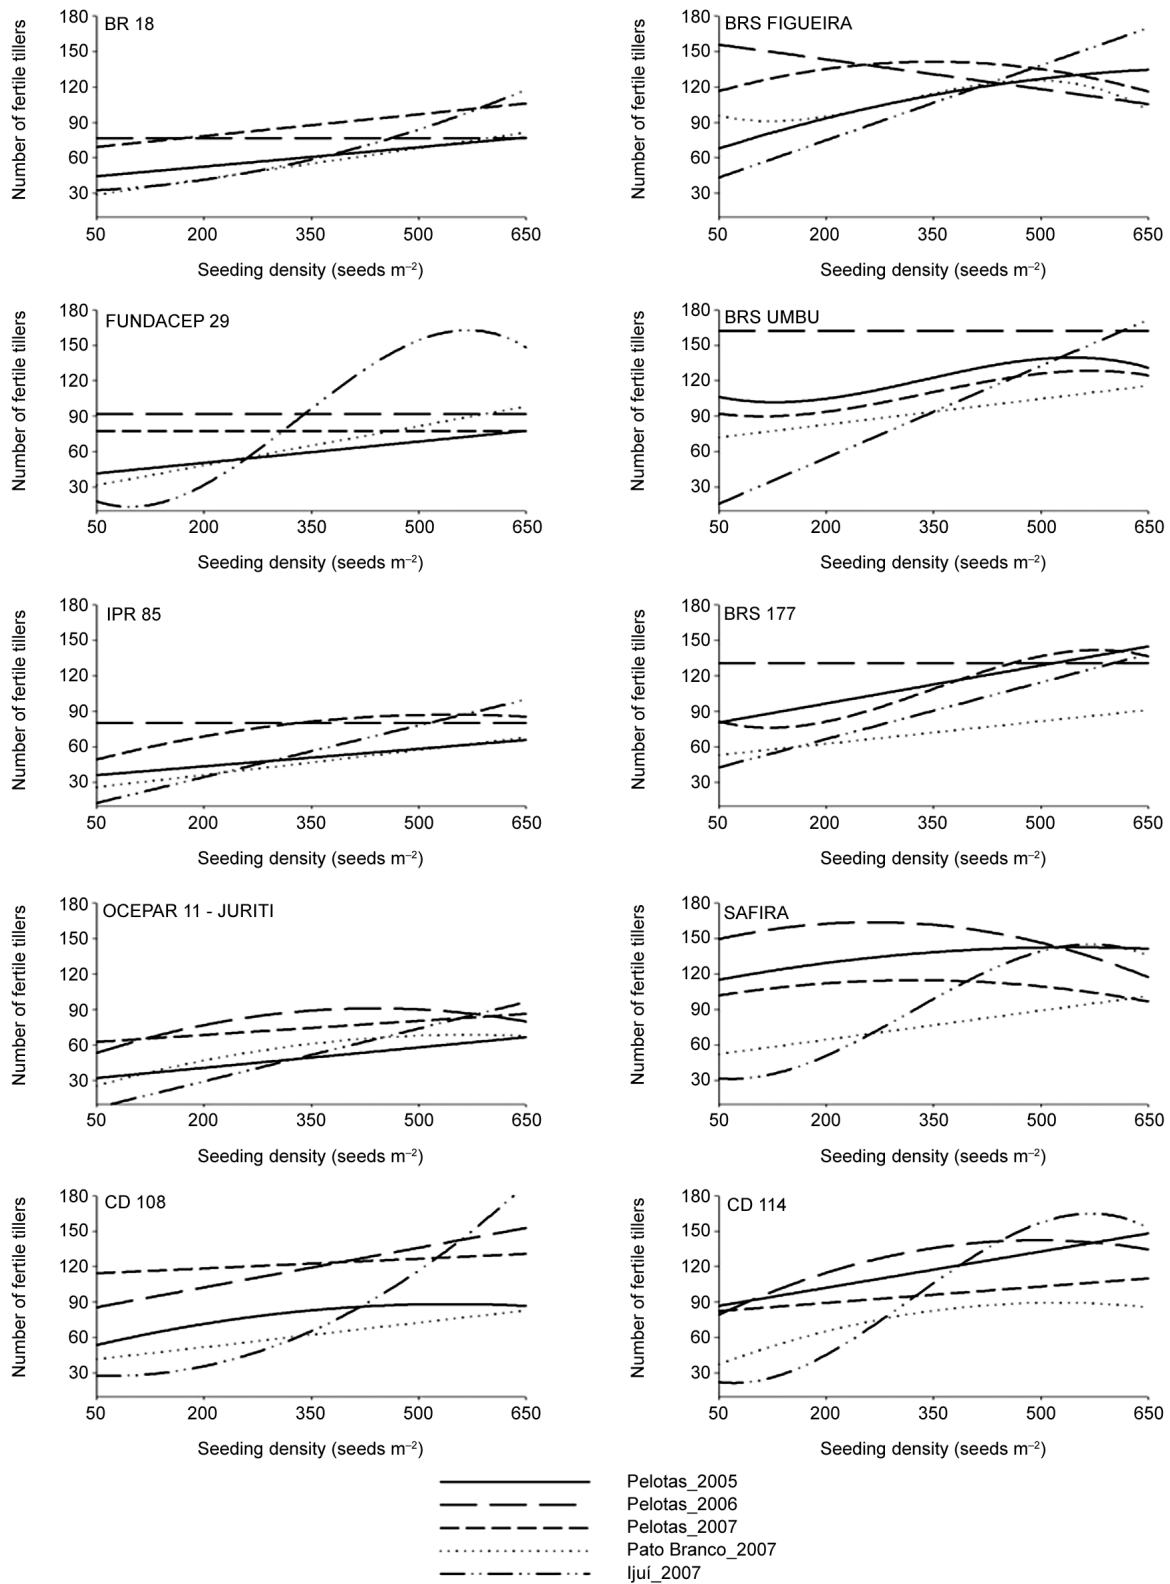 BR 18
Number of fertile tillers
180
150
120
90
60
30
50 200 350 500 650
Seeding density (seeds m⁻²)
BRS FIGUEIRA
Number of fertile tillers
180
150
120
90
60
30
50 200 350 500 650
Seeding density (seeds m⁻²)
FUNDACEP 29
Number of fertile tillers
180
150
120
90
60
30
50 200 350 500 650
Seeding density (seeds m⁻²)
BRS UMBU
Number of fertile tillers
180
150
120
90
60
30
50 200 350 500 650
Seeding density (seeds m⁻²)
IPR 85
Number of fertile tillers
180
150
120
90
60
30
50 200 350 500 650
Seeding density (seeds m⁻²)
BRS 177
Number of fertile tillers
180
150
120
90
60
30
50 200 350 500 650
Seeding density (seeds m⁻²)
OCEPAR 11 - JURITI
Number of fertile tillers
180
150
120
90
60
30
50 200 350 500 650
Seeding density (seeds m⁻²)
SAFIRA
Number of fertile tillers
180
150
120
90
60
30
50 200 350 500 650
Seeding density (seeds m⁻²)
CD 108
Number of fertile tillers
180
150
120
90
60
30
50 200 350 500 650
Seeding density (seeds m⁻²)
CD 114
Number of fertile tillers
180
150
120
90
60
30
50 200 350 500 650
Seeding density (seeds m⁻²)
Pelotas_2005
Pelotas_2006
Pelotas_2007
Pato Branco_2007
Ijuí_2007